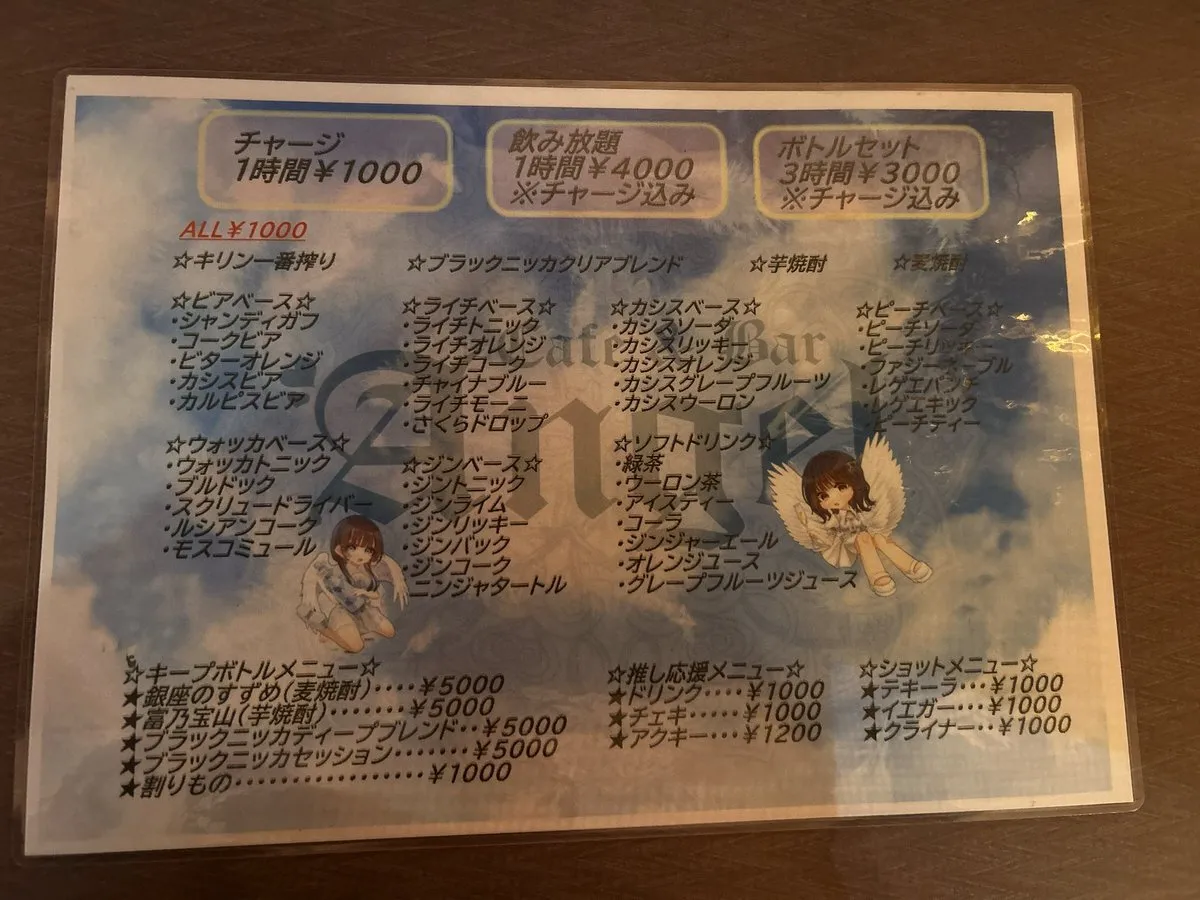 チャージ
1時間￥1000
飲み放題
1時間￥4000
※チャージ込み
ボトルセット
3時間￥3000
※チャージ込み
ALL￥1000
☆キリン一番搾り
☆ブラックニッカクリアブレンド
☆芋焼酎
☆麦焼酎
☆ビアベース☆
・シャンディガフ
・コークビア
・ビターオレンジ
・カシスビア
・カルピスビア
☆ライチベース☆
・ライチトニック
・ライチオレンジ
・ライチコーク
・チャイナブルー
・ライチモーニ
・さくらドロップ
☆カシスベース☆
・カシスソーダ
・カシスリッキー
・カシスオレンジ
・カシスグレープフルーツ
・カシスウーロン
☆ピーチベース☆
・ピーチソーダ
・ピーチリッキー
・ファジーネーブル
・レゲエパンチ
・レゲエキック
・ピーチティー
Cafe Bar
Angel
☆ウォッカベース☆
・ウォッカトニック
・ブルドック
・スクリュードライバー
・ルシアンコーク
・モスコミュール
☆ジンベース☆
・ジントニック
・ジンライム
・ジンリッキー
・ジンバック
・ジンコーク
・ニンジャタートル
☆ソフトドリンク☆
・緑茶
・ウーロン茶
・アイスティー
・コーラ
・ジンジャーエール
・オレンジユース
・グレープフルーツジュース
☆キープボトルメニュー☆
★銀座のすすめ(麦焼酎)････￥5000
★富乃宝山(芋焼酎)･･･････￥5000
★ブラックニッカディープブレンド･･￥5000
★ブラックニッカセッション･･･････￥5000
★割りもの･････････････････￥1000
☆推し応援メニュー☆
★ドリンク････￥1000
★チェキ･････￥1000
★アクキー･･･￥1200
☆ショットメニュー☆
★テキーラ･･･￥1000
★イエガー･･･￥1000
★クライナー･･￥1000